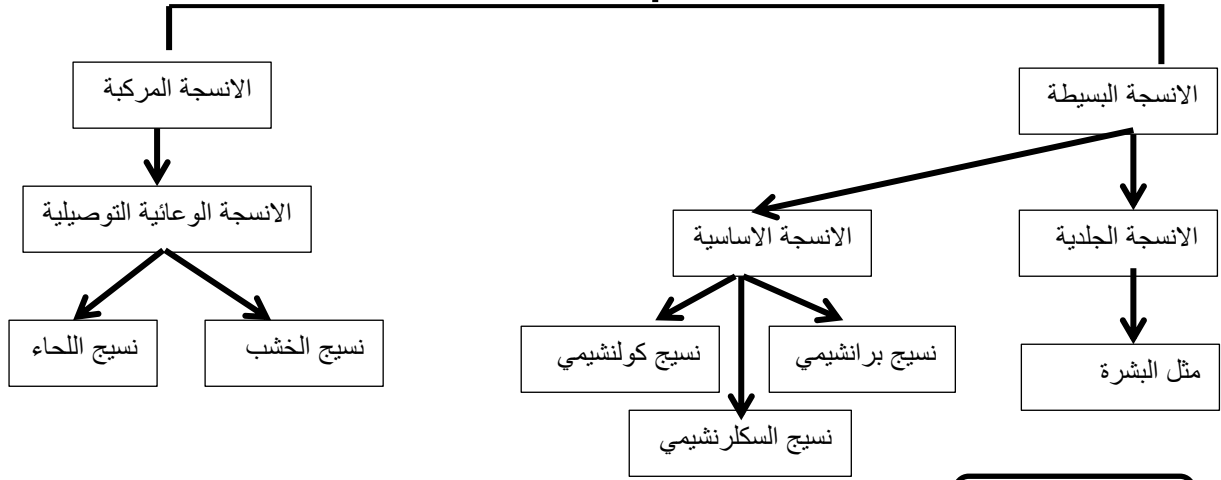 الانسجة البسيطة
الانسجة المركبة
الانسجة الوعائية التوصيلية
الانسجة الجلدية
الانسجة الاساسية
نسيج الخشب
نسيج اللحاء
نسيج برانشيمي
نسيج كولنشيمي
مثل البشرة
نسيج السكلرنشيمي